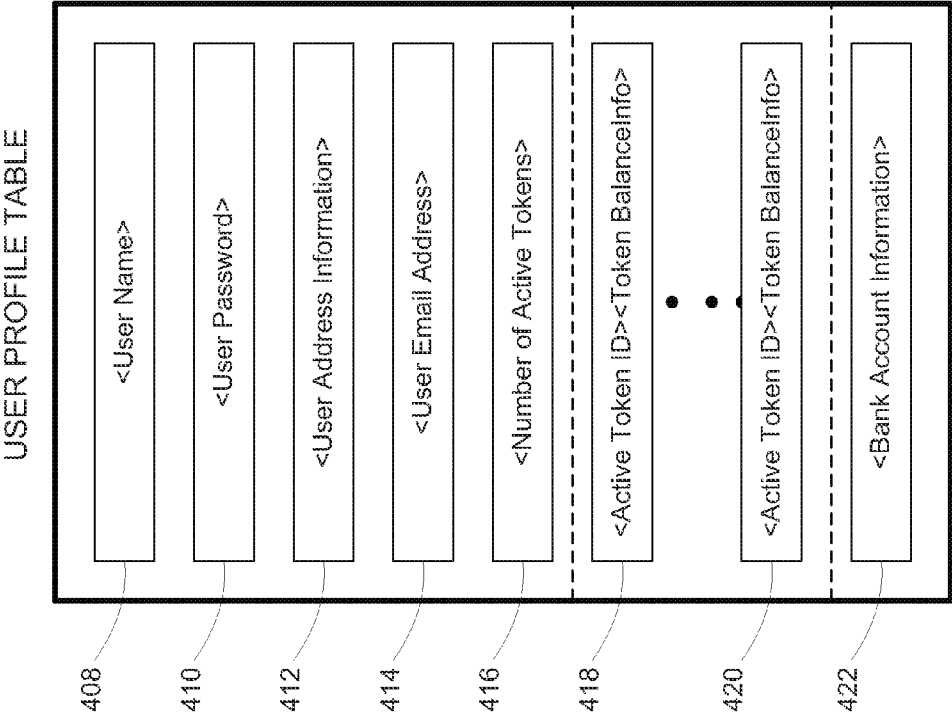 USER PROFILE TABLE
408 <User Name>
410 <User Password>
412 <User Address Information>
414 <User Email Address>
416 <Number of Active Tokens>
418 <Active Token ID><Token BalanceInfo>
420 <Active Token ID><Token BalanceInfo>
422 <Bank Account Information>